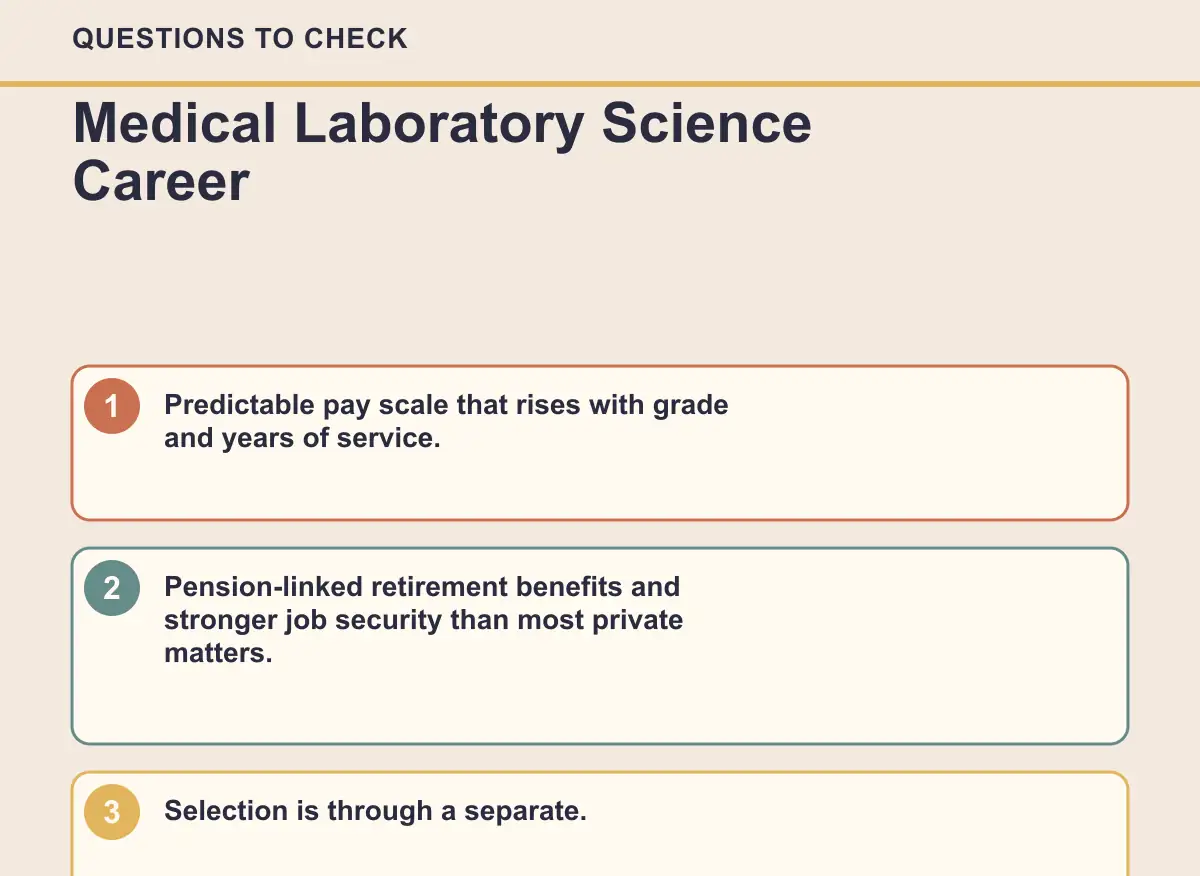 QUESTIONS TO CHECK
Medical Laboratory Science
Career
1
Predictable pay scale that rises with grade
and years of service.
2
Pension-linked retirement benefits and
stronger job security than most private
matters.
3
Selection is through a separate.